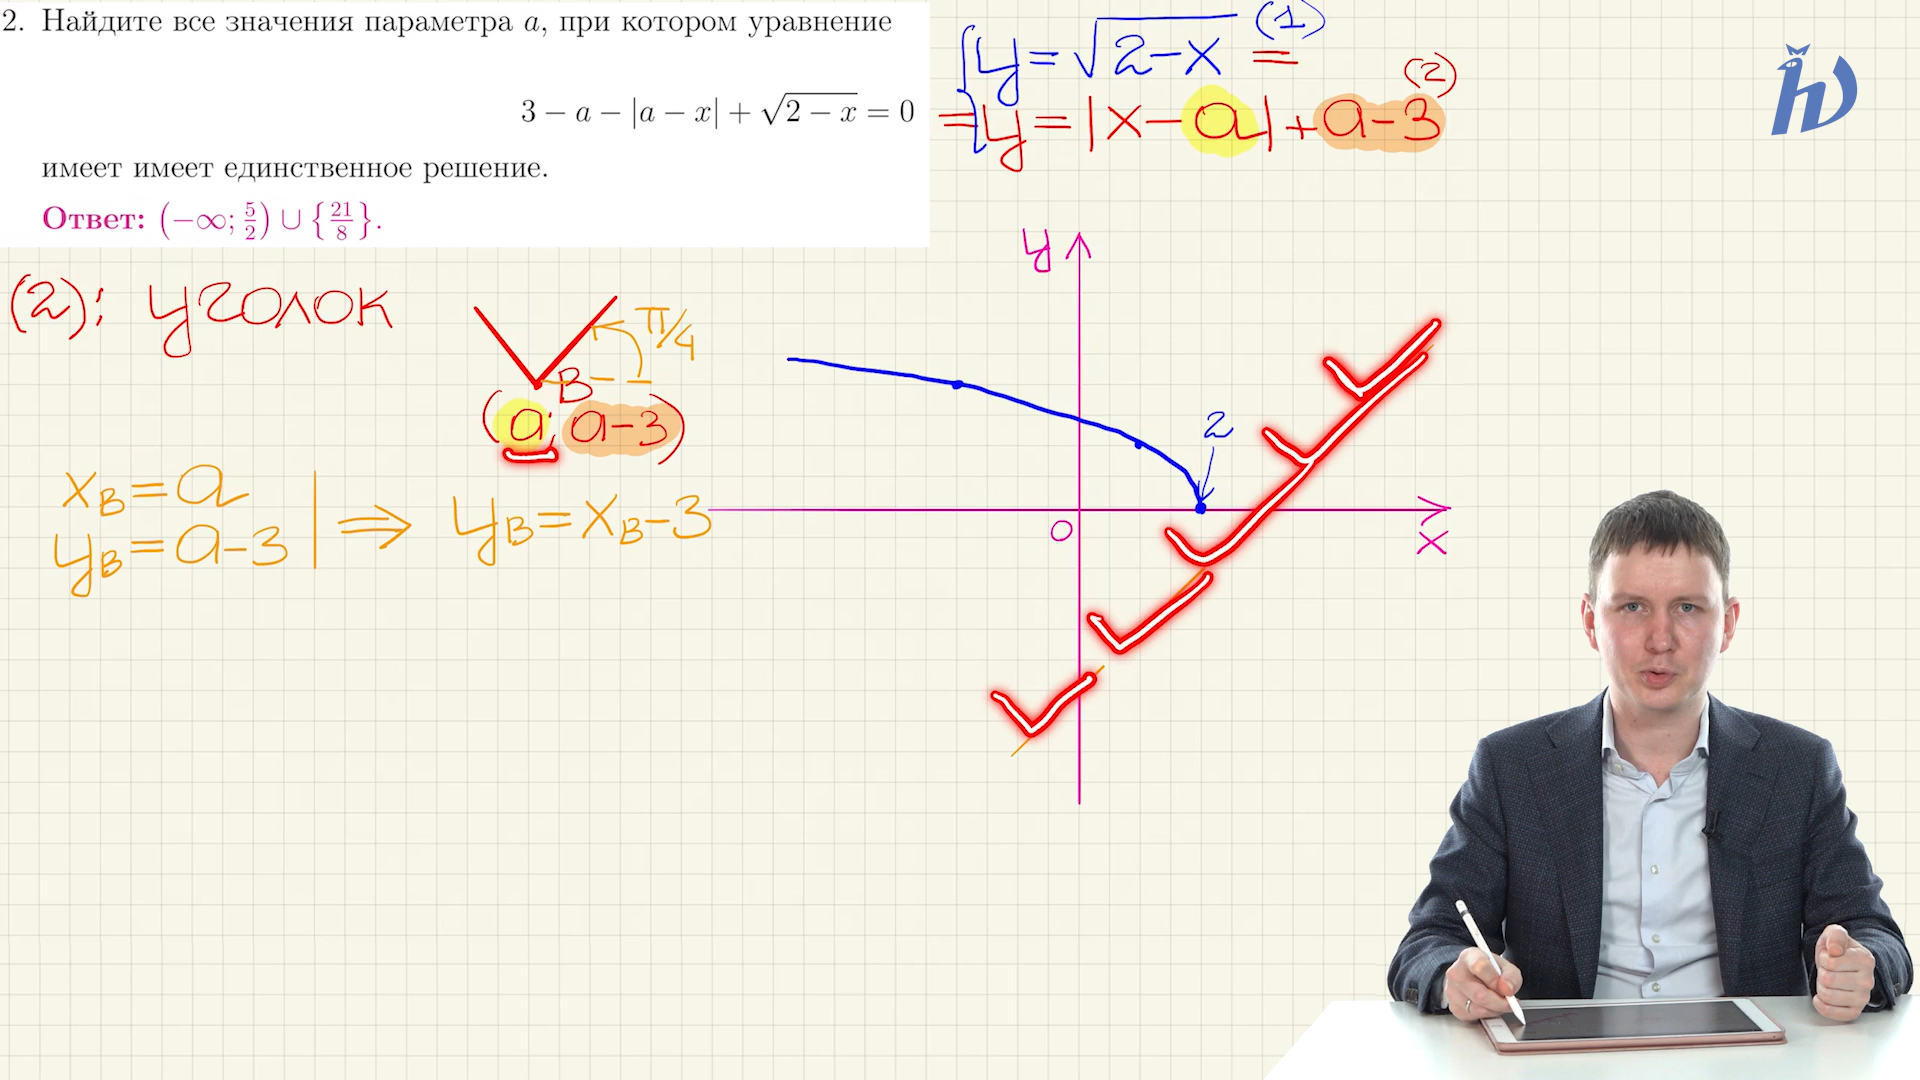 2. Найдите все значения параметра a, при котором уравнение
3 − a − |a − x| + √(2 − x) = 0
имеет имеет единственное решение.
Ответ: (−∞; 5/2) ∪ {21/8}.
y = √(2−x) = (1)
= y = |x − a| + a−3 (2)
(2): уголок
π/4
B
(a; a−3)
x_B = a
y_B = a−3
⇒ y_B = x_B − 3
y
2
0
x